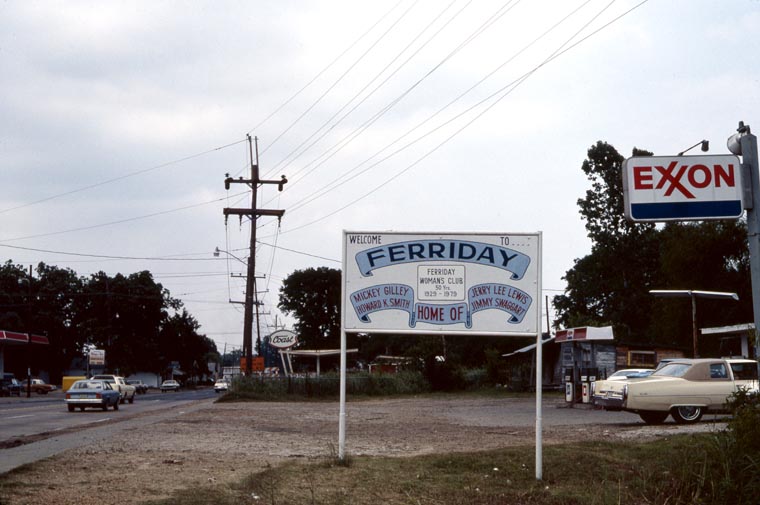 WELCOME TO....
FERRIDAY
FERRIDAY
WOMAN'S CLUB
50 Yrs.
1929 - 1979
MICKEY GILLEY
HOWARD K. SMITH
JERRY LEE LEWIS
JIMMY SWAGGART
HOME OF
EXXON
Coast